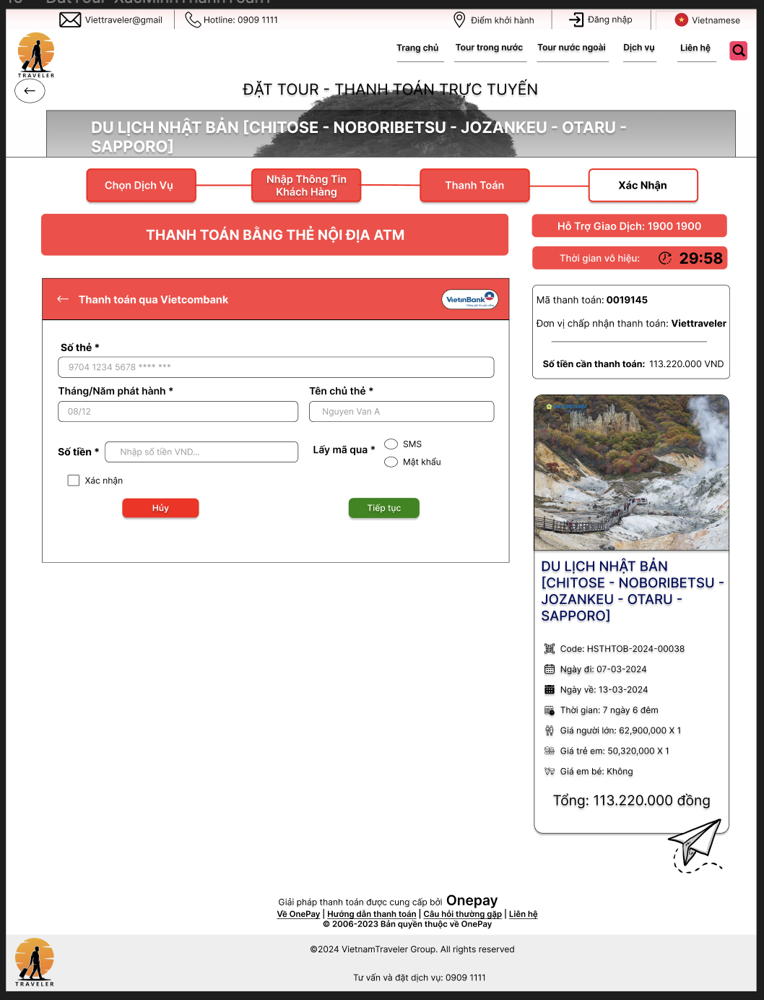 Viettraveler@gmail
Hotline: 0909 1111
Điểm khởi hành
Đăng nhập
Vietnamese
TRAVELER
Trang chủ
Tour trong nước
Tour nước ngoài
Dịch vụ
Liên hệ
ĐẶT TOUR - THANH TOÁN TRỰC TUYẾN
DU LỊCH NHẬT BẢN [CHITOSE - NOBORIBETSU - JOZANKEU - OTARU -
SAPPORO]
Chọn Dịch Vụ
Nhập Thông Tin
Khách Hàng
Thanh Toán
Xác Nhận
THANH TOÁN BẰNG THẺ NỘI ĐỊA ATM
Hỗ Trợ Giao Dịch: 1900 1900
Thời gian vô hiệu:
29:58
Thanh toán qua Vietcombank
VietinBank
Mã thanh toán: 0019145
Đơn vị chấp nhận thanh toán: Viettraveler
Số tiền cần thanh toán: 113.220.000 VND
Số thẻ *
9704 1234 5678 **** ***
Tháng/Năm phát hành *
Tên chủ thẻ *
08/12
Nguyen Van A
Số tiền *
Nhập số tiền VND...
Lấy mã qua *
SMS
Mật khẩu
Xác nhận
Hủy
Tiếp tục
DU LỊCH NHẬT BẢN
[CHITOSE - NOBORIBETSU -
JOZANKEU - OTARU -
SAPPORO]
Code: HSTHTOB-2024-00038
Ngày đi: 07-03-2024
Ngày về: 13-03-2024
Thời gian: 7 ngày 6 đêm
Giá người lớn: 62,900,000 X 1
Giá trẻ em: 50,320,000 X 1
Giá em bé: Không
Tổng: 113.220.000 đồng
Giải pháp thanh toán được cung cấp bởi Onepay
Về OnePay | Hướng dẫn thanh toán | Câu hỏi thường gặp | Liên hệ
© 2006-2023 Bản quyền thuộc về OnePay
©2024 VietnamTraveler Group. All rights reserved
Tư vấn và đặt dịch vụ: 0909 1111
TRAVELER